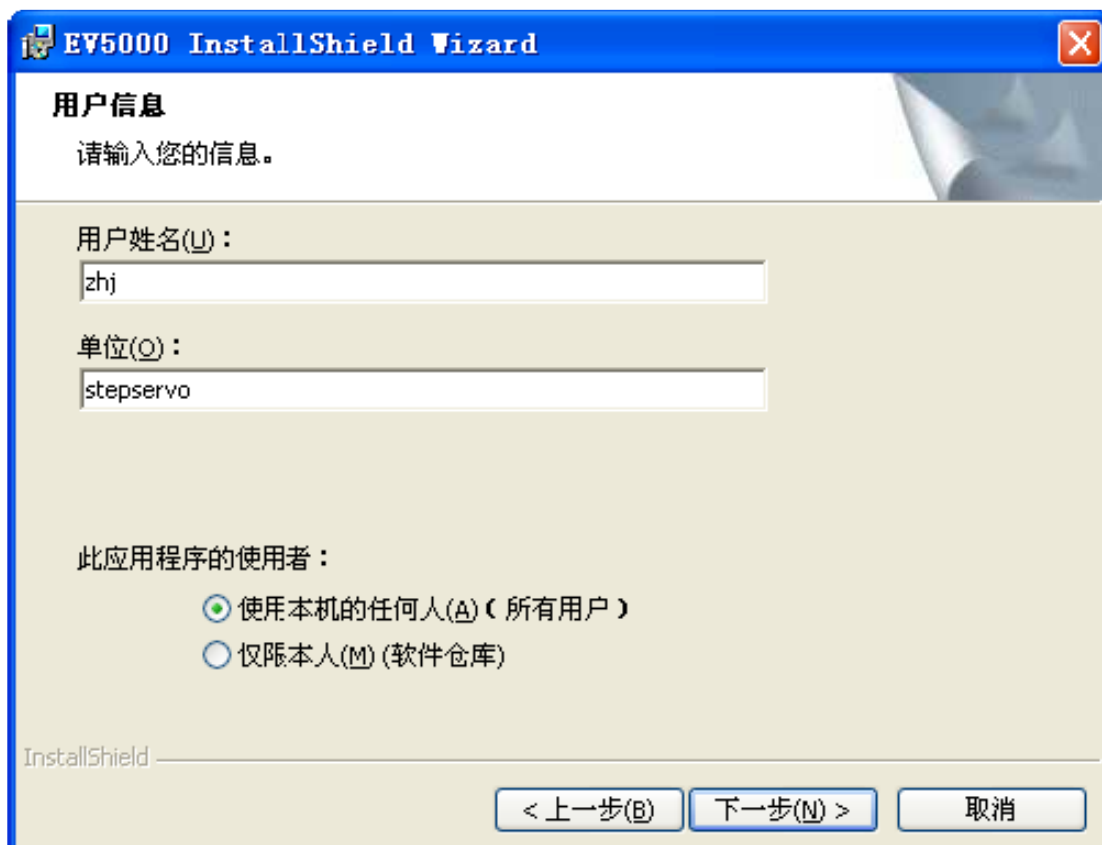 EV5000 InstallShield Wizard
用户信息
请输入您的信息。
用户姓名(U)：
zhj
单位(O)：
stepservo
此应用程序的使用者：
使用本机的任何人(A)（所有用户）
仅限本人(M) (软件仓库)
InstallShield
< 上一步(B) 下一步(N) > 取消